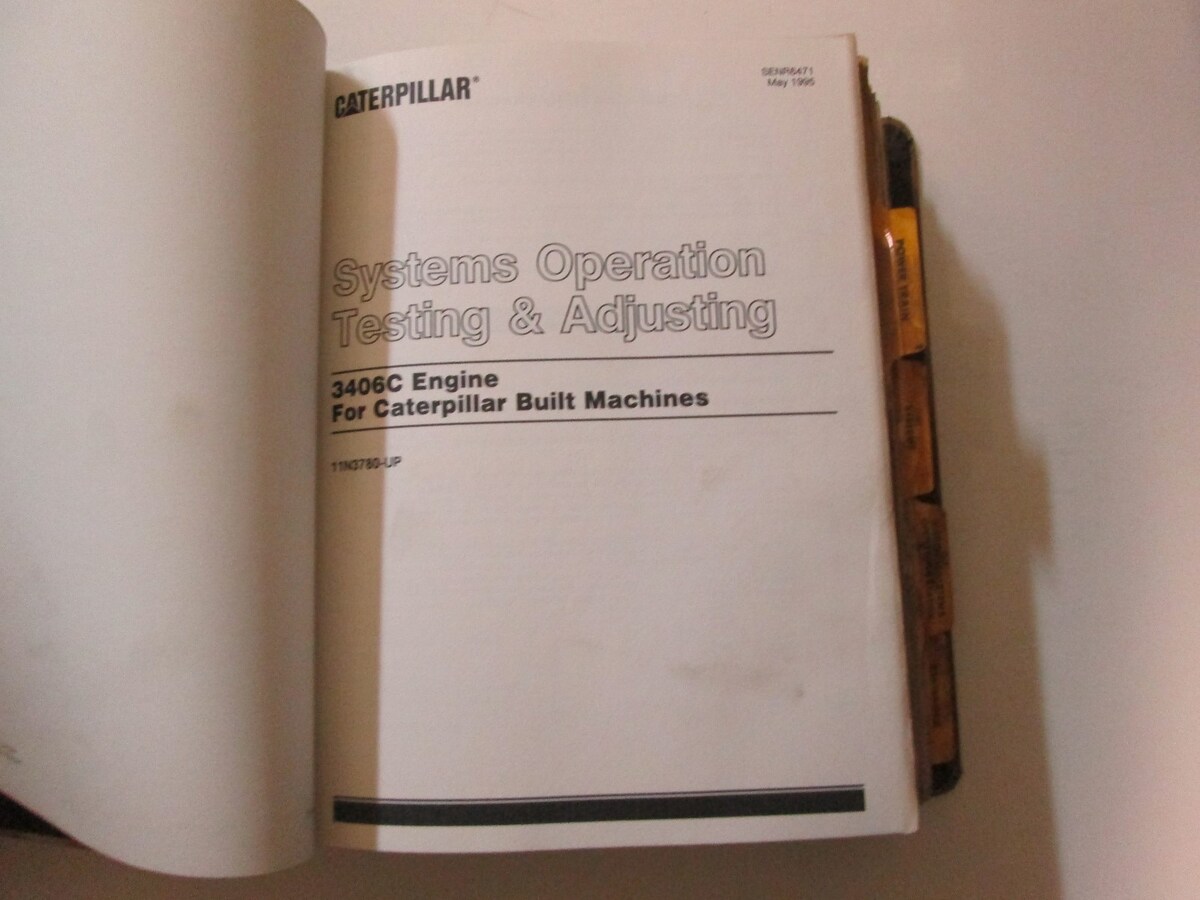 CATERPILLAR®
SENR6471
May 1995
Systems Operation
Testing & Adjusting
3406C Engine
For Caterpillar Built Machines
11N3780-UP
POWER TRAIN